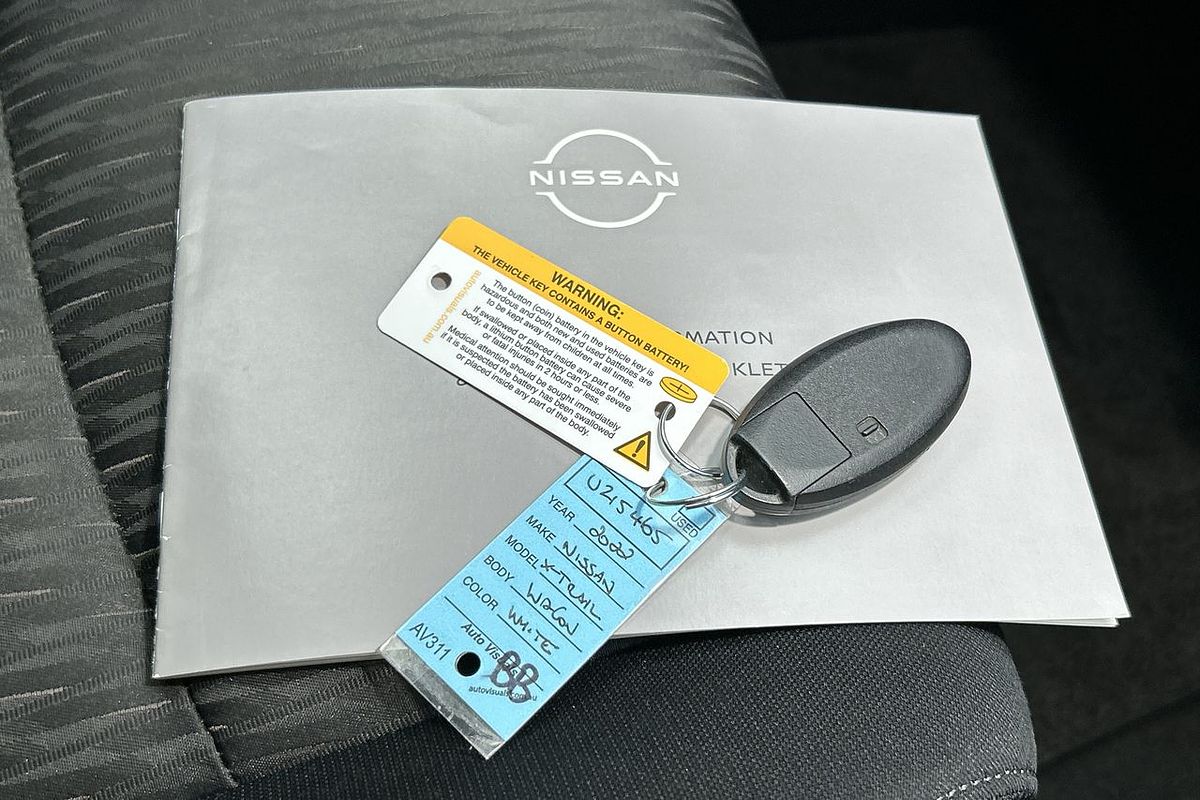 NISSAN
MATION
KLET
WARNING:
THE VEHICLE KEY CONTAINS A BUTTON BATTERY!
The button (coin) battery in the vehicle key is
hazardous and both new and used batteries are
to be kept away from children at all times.
If swallowed or placed inside any part of the
body, a lithium button battery can cause severe
or fatal injuries in 2 hours or less.
Medical attention should be sought immediately
if it is suspected the battery has been swallowed
or placed inside any part of the body.
autovisuals.com.au
U215465
USED
YEAR 2022
MAKE NISSAN
MODEL X-TRAIL
BODY WAGON
COLOR WHITE
AV311
Auto Vis
BB
autovisuals.com.au